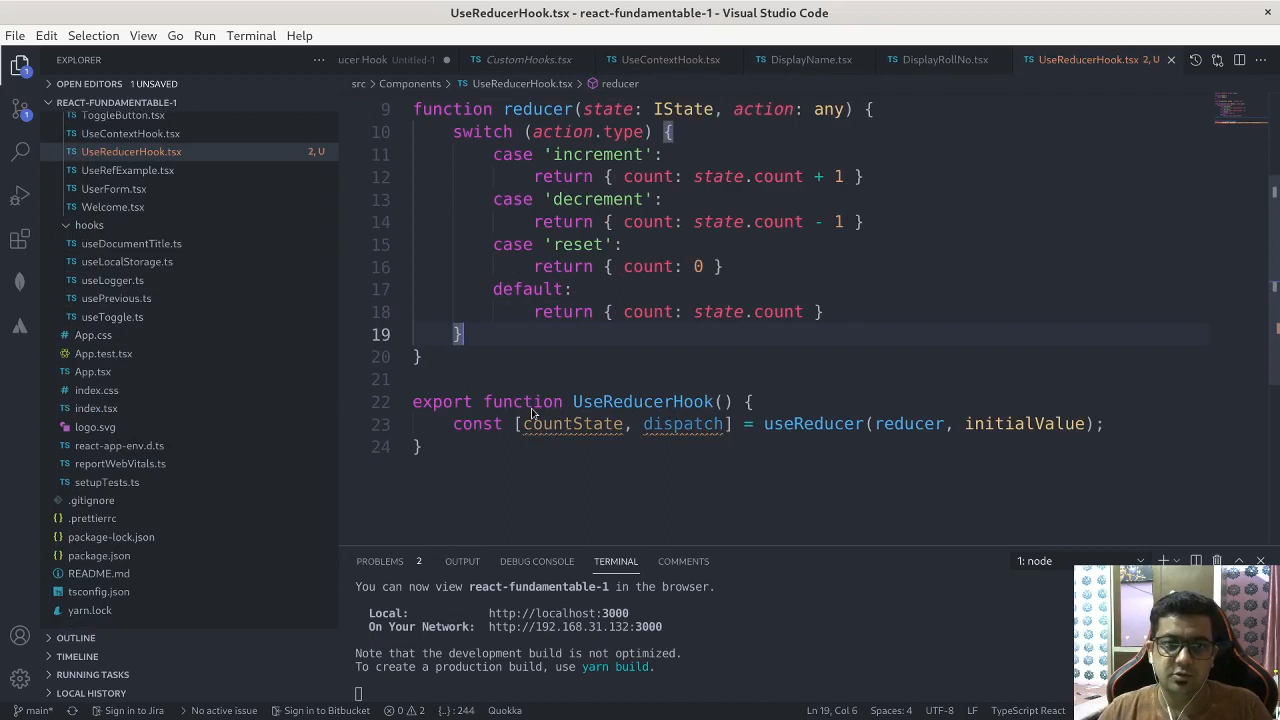 UseReducerHook.tsx - react-fundamentable-1 - Visual Studio Code
File Edit Selection View Go Run Terminal Help
EXPLORER
ucer Hook Untitled-1 CustomHooks.tsx UseContextHook.tsx DisplayName.tsx DisplayRollNo.tsx UseReducerHook.tsx 2, U
OPEN EDITORS 1 UNSAVED
src > Components > UseReducerHook.tsx > reducer
REACT-FUNDAMENTABLE-1
ToggleButton.tsx
UseContextHook.tsx
UseReducerHook.tsx 2, U
UseRefExample.tsx
UserForm.tsx
Welcome.tsx
hooks
useDocumentTitle.ts
useLocalStorage.ts
useLogger.ts
usePrevious.ts
useToggle.ts
App.css
App.test.tsx
App.tsx
index.css
index.tsx
logo.svg
react-app-env.d.ts
reportWebVitals.ts
setupTests.ts
.gitignore
.prettierrc
package-lock.json
package.json
README.md
tsconfig.json
yarn.lock
OUTLINE
TIMELINE
RUNNING TASKS
LOCAL HISTORY
9 function reducer(state: IState, action: any) {
10 switch (action.type) {
11 case 'increment':
12 return { count: state.count + 1 }
13 case 'decrement':
14 return { count: state.count - 1 }
15 case 'reset':
16 return { count: 0 }
17 default:
18 return { count: state.count }
19 }
20 }
21
22 export function UseReducerHook() {
23 const [countState, dispatch] = useReducer(reducer, initialValue);
24 }
PROBLEMS 2 OUTPUT DEBUG CONSOLE TERMINAL COMMENTS 1: node
You can now view react-fundamentable-1 in the browser.
Local: http://localhost:3000
On Your Network: http://192.168.31.132:3000
Note that the development build is not optimized.
To create a production build, use yarn build.
main* Sign in to Jira No active issue Sign in to Bitbucket 0 2 {..} : 244 Quokka Ln 19, Col 6 Spaces: 4 UTF-8 LF TypeScript React